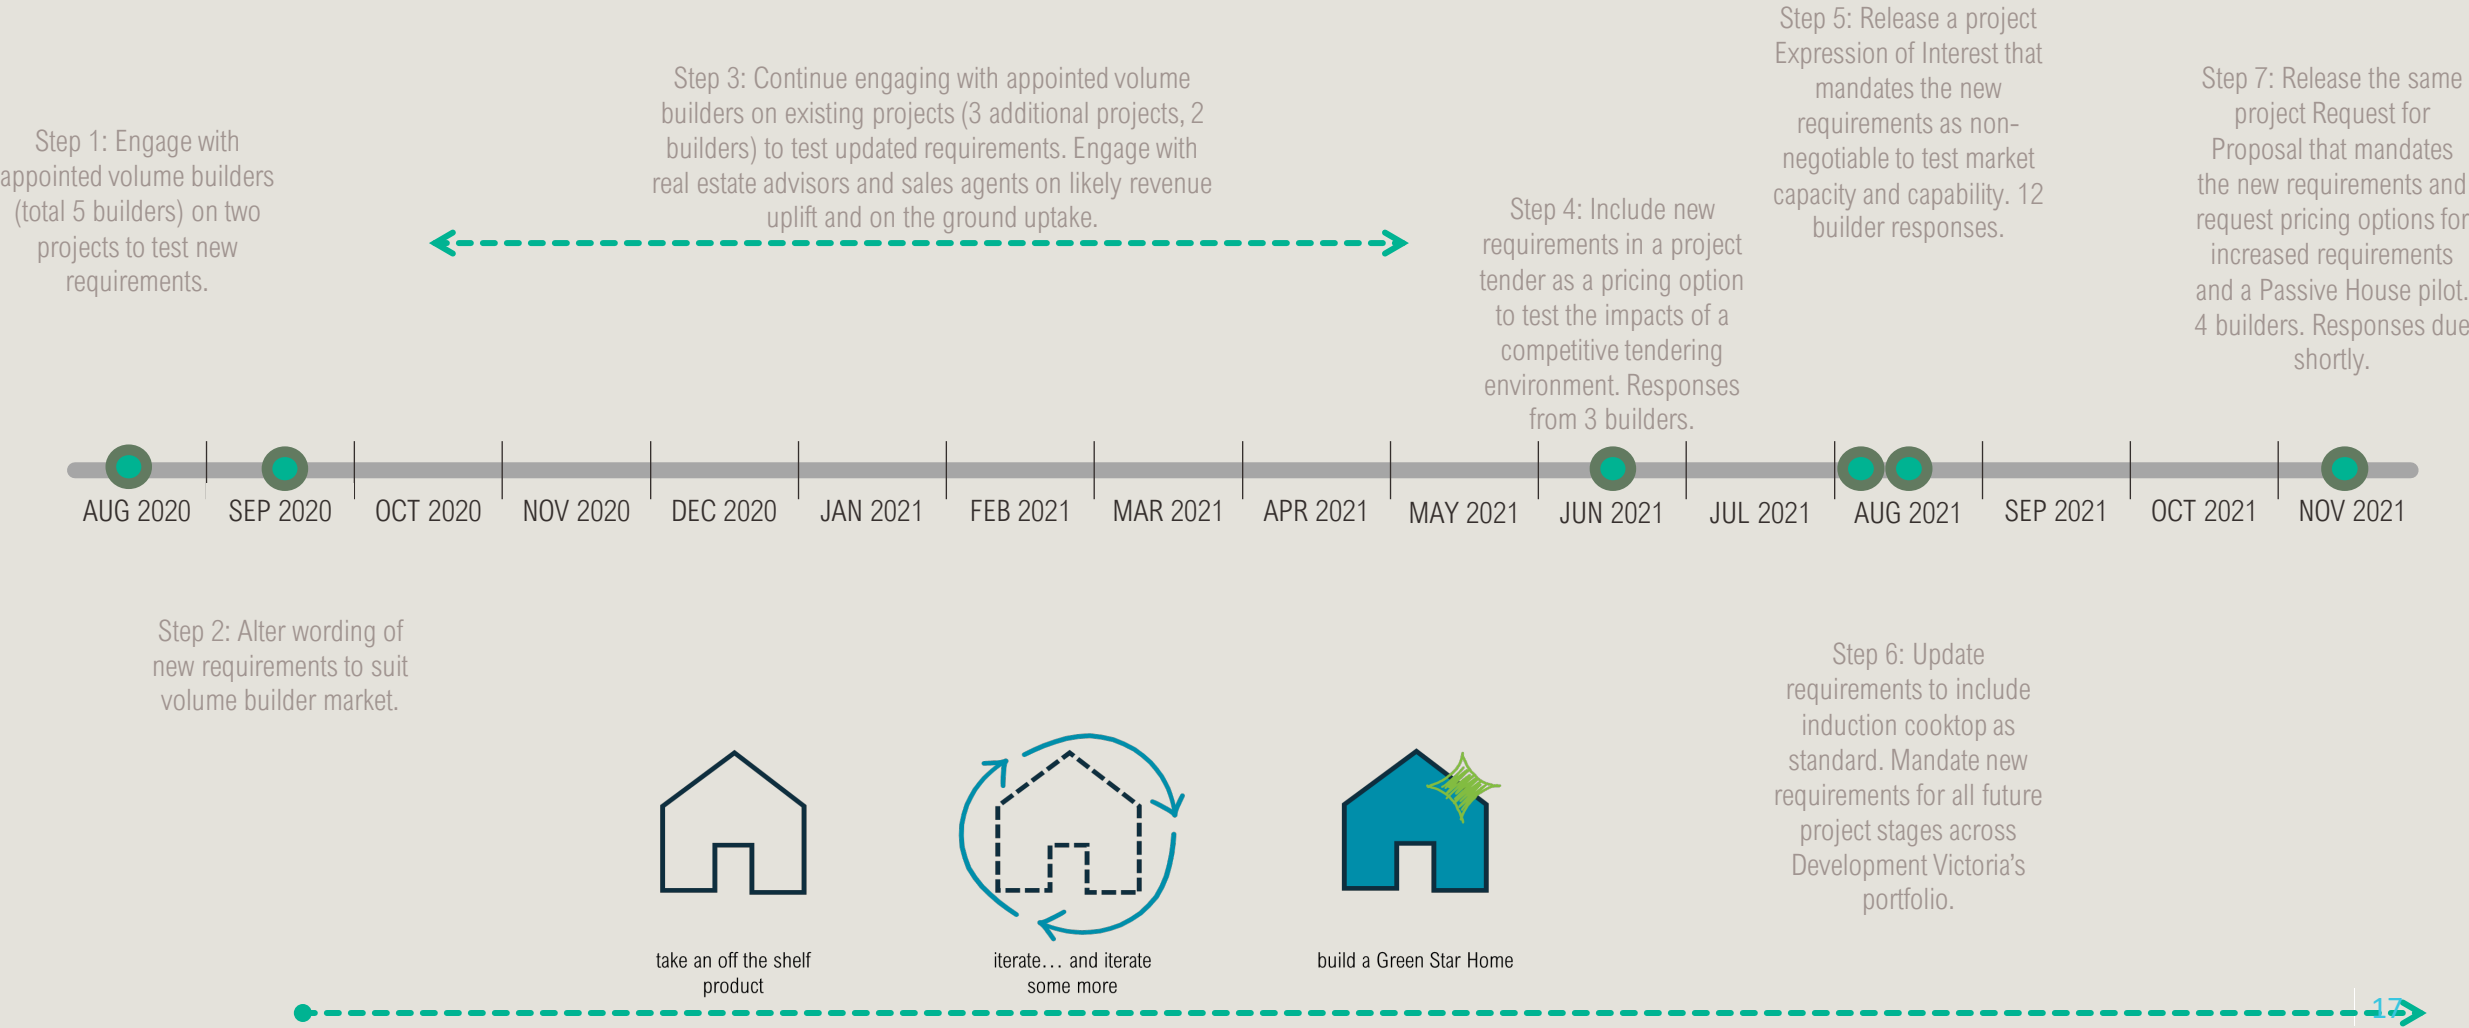 Step 1: Engage with
appointed volume builders
(total 5 builders) on two
projects to test new
requirements.
Step 3: Continue engaging with appointed volume
builders on existing projects (3 additional projects, 2
builders) to test updated requirements. Engage with
real estate advisors and sales agents on likely revenue
uplift and on the ground uptake.
Step 4: Include new
requirements in a project
tender as a pricing option
to test the impacts of a
competitive tendering
environment. Responses
from 3 builders.
Step 5: Release a project
Expression of Interest that
mandates the new
requirements as non-
negotiable to test market
capacity and capability. 12
builder responses.
Step 7: Release the same
project Request for
Proposal that mandates
the new requirements and
request pricing options for
increased requirements
and a Passive House pilot.
4 builders. Responses due
shortly.
AUG 2020
SEP 2020
OCT 2020
NOV 2020
DEC 2020
JAN 2021
FEB 2021
MAR 2021
APR 2021
MAY 2021
JUN 2021
JUL 2021
AUG 2021
SEP 2021
OCT 2021
NOV 2021
Step 2: Alter wording of
new requirements to suit
volume builder market.
Step 6: Update
requirements to include
induction cooktop as
standard. Mandate new
requirements for all future
project stages across
Development Victoria’s
portfolio.
take an off the shelf
product
iterate… and iterate
some more
build a Green Star Home
17